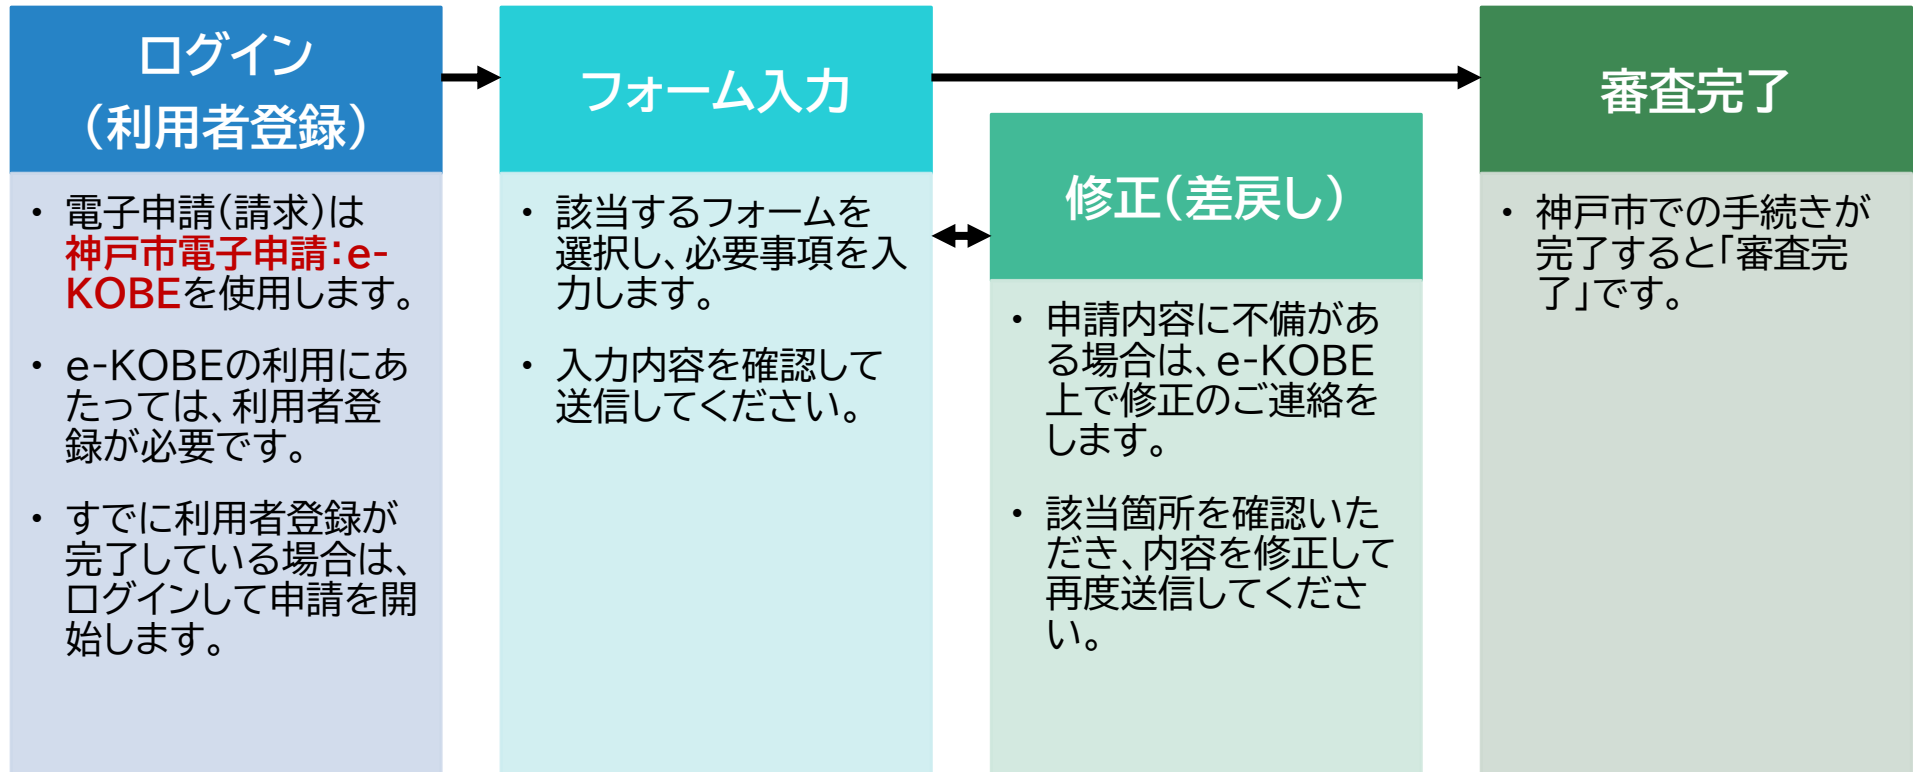 ログイン
(利用者登録)
・ 電子申請(請求)は
神戸市電子申請:e-
KOBEを使用します。
・ e-KOBEの利用にあ
たっては、利用者登
録が必要です。
・ すでに利用者登録が
完了している場合は、
ログインして申請を開
始します。
フォーム入力
・ 該当するフォームを
選択し、必要事項を入
力します。
・ 入力内容を確認して
送信してください。
修正(差戻し)
・ 申請内容に不備があ
る場合は、e-KOBE
上で修正のご連絡を
します。
・ 該当箇所を確認いた
だき、内容を修正して
再度送信してくださ
い。
審査完了
・ 神戸市での手続きが
完了すると「審査完
了」です。